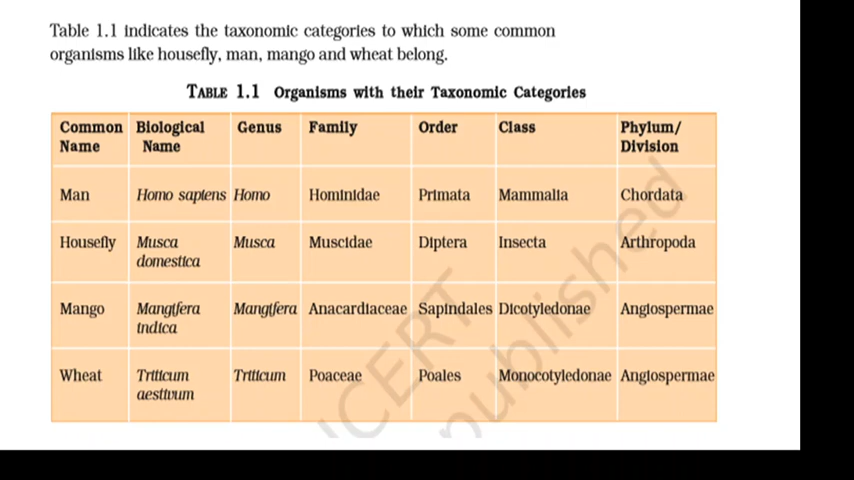 Table 1.1 indicates the taxonomic categories to which some common
organisms like housefly, man, mango and wheat belong.
TABLE 1.1 Organisms with their Taxonomic Categories
Common Name Biological Name Genus Family Order Class Phylum/ Division
Man Homo sapiens Homo Hominidae Primata Mammalia Chordata
Housefly Musca domestica Musca Muscidae Diptera Insecta Arthropoda
Mango Mangifera indica Mangifera Anacardiaceae Sapindales Dicotyledonae Angiospermae
Wheat Triticum aestivum Triticum Poaceae Poales Monocotyledonae Angiospermae
NCERT
published